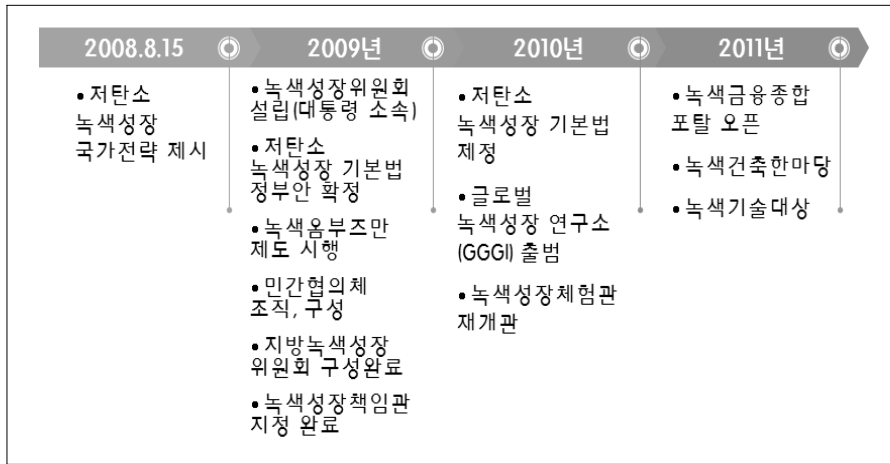 2008.8.15
2009년
2010년
2011년
• 저탄소
녹색성장
국가전략 제시
• 녹색성장위원회
설립(대통령 소속)
• 저탄소
녹색성장 기본법
정부안 확정
• 녹색옴부즈만
제도 시행
• 민간협의체
조직, 구성
• 지방녹색성장
위원회 구성완료
• 녹색성장책임관
지정 완료
• 저탄소
녹색성장 기본법
제정
• 글로벌
녹색성장 연구소
(GGGI) 출범
• 녹색성장체험관
재개관
• 녹색금융종합
포탈 오픈
• 녹색건축한마당
• 녹색기술대상